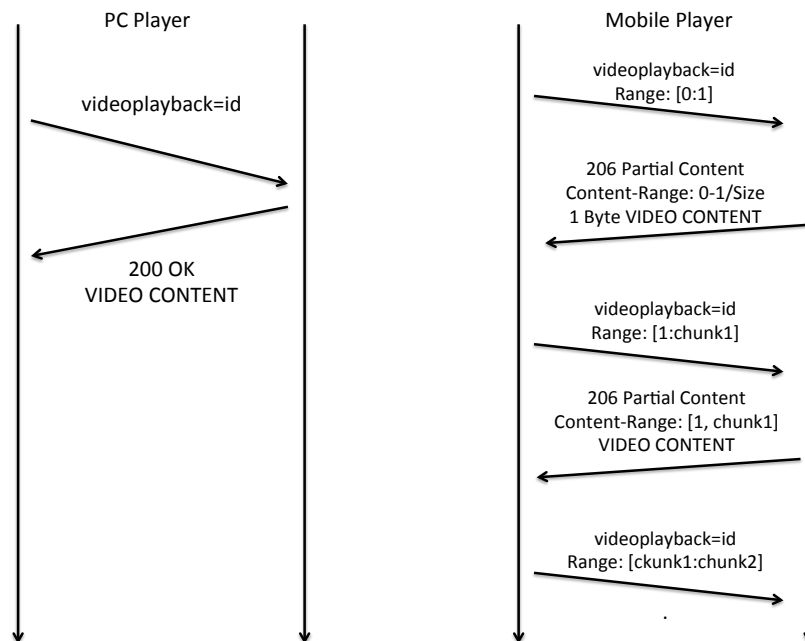 PC Player
videoplayback=id
200 OK
VIDEO CONTENT
Mobile Player
videoplayback=id
Range: [0:1]
206 Partial Content
Content-Range: 0-1/Size
1 Byte VIDEO CONTENT
videoplayback=id
Range: [1:chunk1]
206 Partial Content
Content-Range: [1, chunk1]
VIDEO CONTENT
videoplayback=id
Range: [ckunk1:chunk2]
.